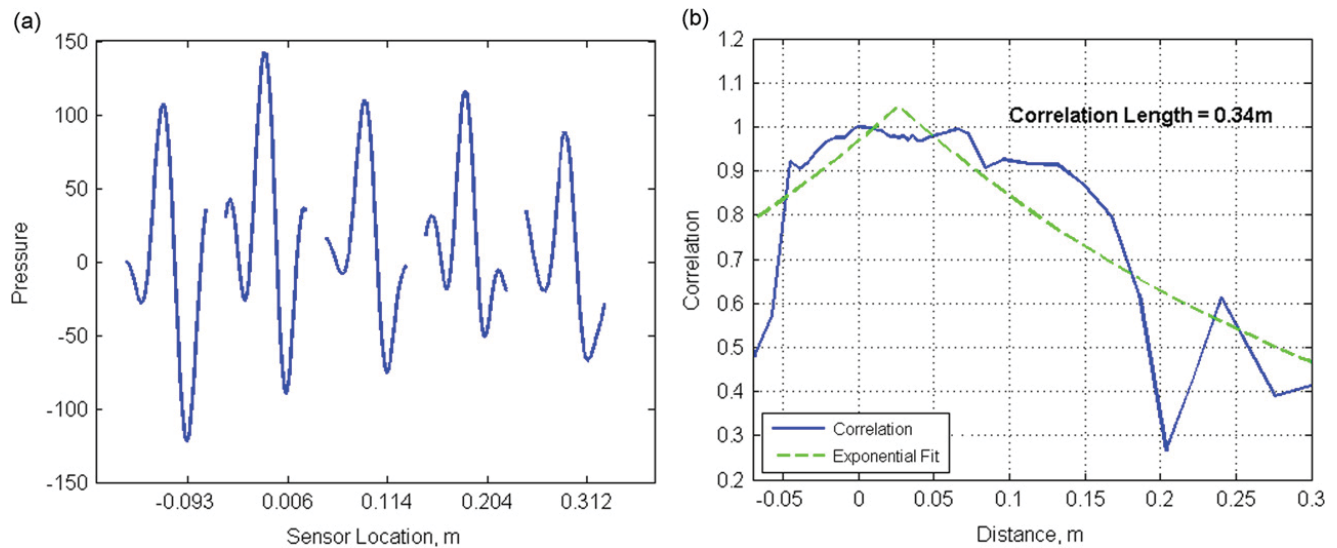 (a)
150
100
50
0
-50
-100
-150
Pressure
-0.093 0.006 0.114 0.204 0.312
Sensor Location, m
(b)
1.2
1.1
1
0.9
0.8
0.7
0.6
0.5
0.4
0.3
0.2
Correlation
Correlation Length = 0.34m
Correlation
Exponential Fit
-0.05 0 0.05 0.1 0.15 0.2 0.25 0.3
Distance, m